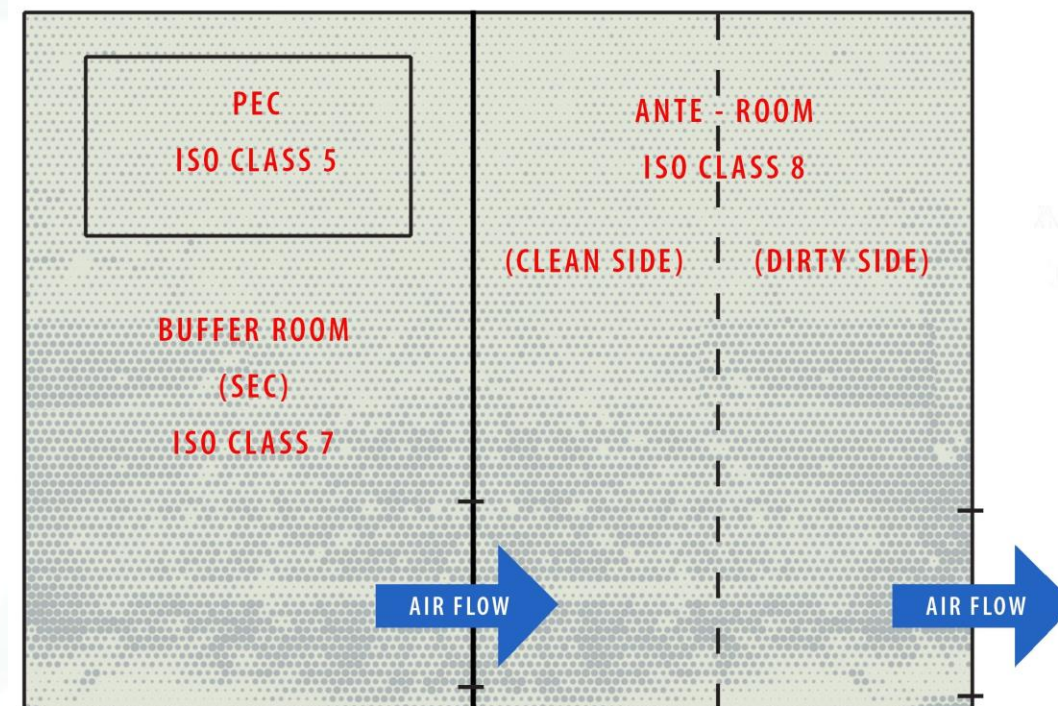 PEC
ISO CLASS 5
BUFFER ROOM
(SEC)
ISO CLASS 7
ANTE - ROOM
ISO CLASS 8
(CLEAN SIDE)
(DIRTY SIDE)
AIR FLOW
AIR FLOW